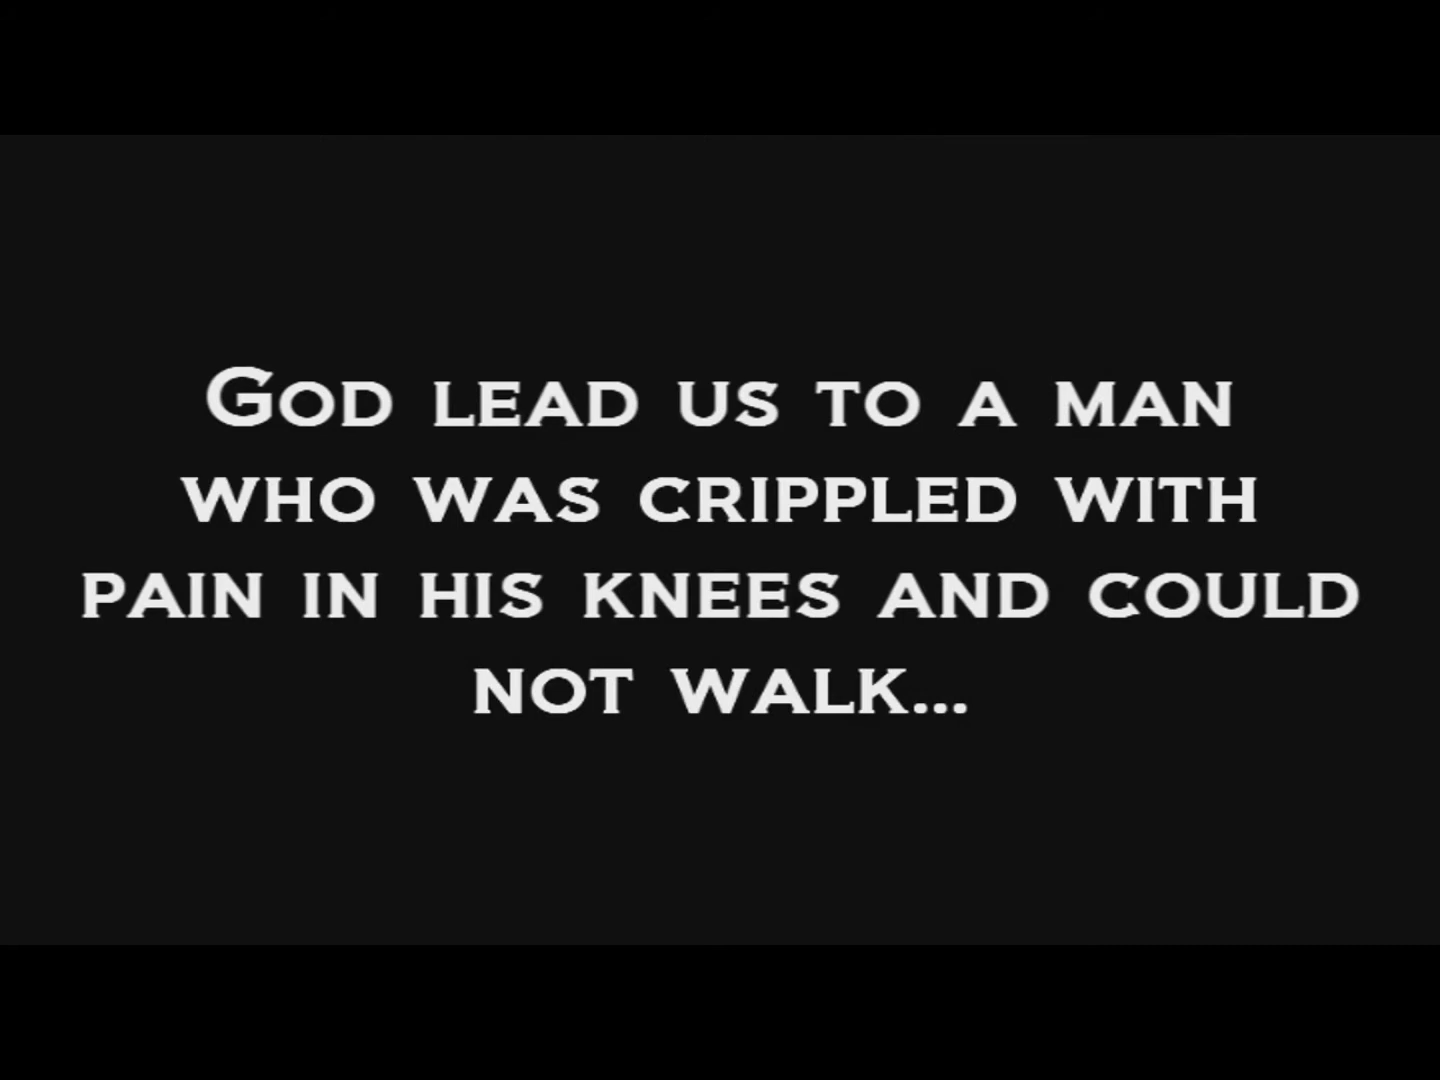 God lead us to a man
who was crippled with
pain in his knees and could
not walk...